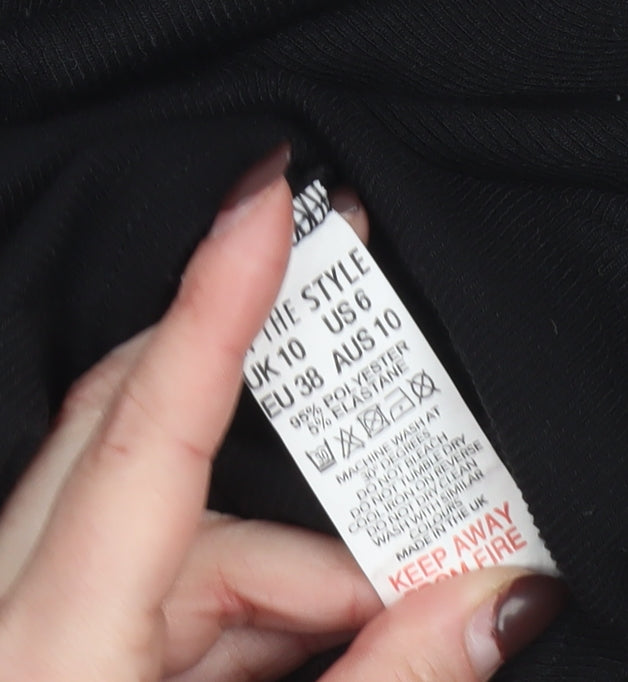 THE STYLE
UK 10 US 6
EU 38 AUS 10
95% POLYESTER
5% ELASTANE
30
MACHINE WASH AT
30 DEGREES
DO NOT BLEACH
DO NOT TUMBLE DRY
COOL IRON ON REVERSE
DO NOT DRY CLEAN
WASH WITH SIMILAR
COLOURS
MADE IN THE UK
KEEP AWAY
FROM FIRE